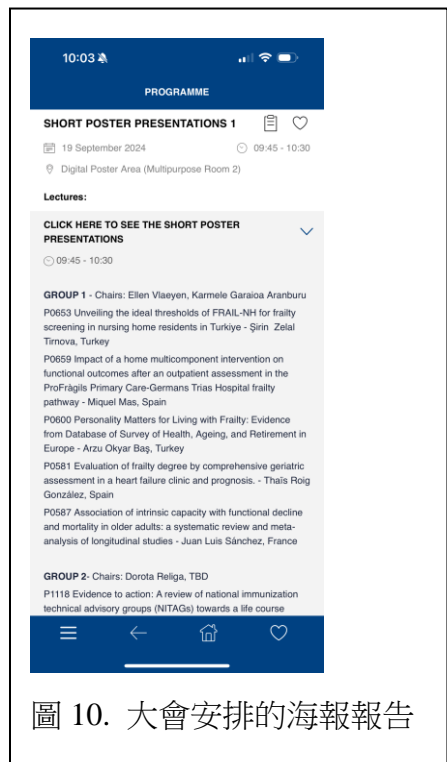 10:03
PROGRAMME
SHORT POSTER PRESENTATIONS 1
19 September 2024 09:45 - 10:30
Digital Poster Area (Multipurpose Room 2)
Lectures:
CLICK HERE TO SEE THE SHORT POSTER
PRESENTATIONS
09:45 - 10:30
GROUP 1 - Chairs: Ellen Vlaeyen, Karmele Garaioa Aranburu
P0653 Unveiling the ideal thresholds of FRAIL-NH for frailty
screening in nursing home residents in Turkiye - Şirin Zelal
Tirnova, Turkey
P0659 Impact of a home multicomponent intervention on
functional outcomes after an outpatient assessment in the
ProFràgils Primary Care-Germans Trias Hospital frailty
pathway - Miquel Mas, Spain
P0600 Personality Matters for Living with Frailty: Evidence
from Database of Survey of Health, Ageing, and Retirement in
Europe - Arzu Okyar Baş, Turkey
P0581 Evaluation of frailty degree by comprehensive geriatric
assessment in a heart failure clinic and prognosis. - Thaïs Roig
González, Spain
P0587 Association of intrinsic capacity with functional decline
and mortality in older adults: a systematic review and meta-
analysis of longitudinal studies - Juan Luis Sánchez, France
GROUP 2- Chairs: Dorota Religa, TBD
P1118 Evidence to action: A review of national immunization
technical advisory groups (NITAGs) towards a life course
圖 10. 大會安排的海報報告